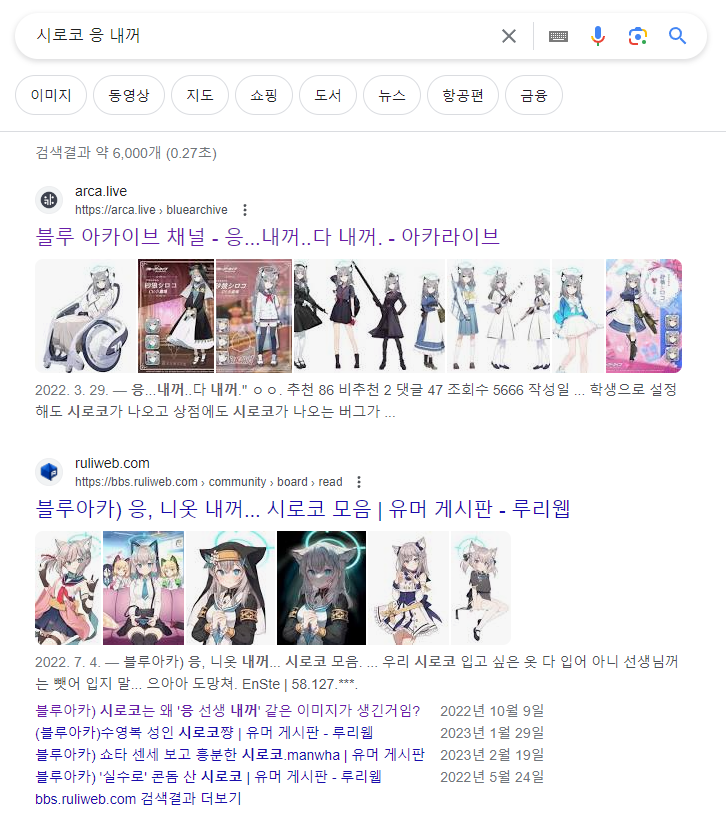 시로코 응 내꺼
이미지 동영상 지도 쇼핑 도서 뉴스 항공편 금융
검색결과 약 6,000개 (0.27초)
arca.live
https://arca.live › bluearchive
블루 아카이브 채널 - 응...내꺼..다 내꺼. - 아카라이브
砂狼シロコ
2022. 3. 29. — 응...내꺼..다 내꺼." ㅇㅇ. 추천 86 비추천 2 댓글 47 조회수 5666 작성일 ... 학생으로 설정
해도 시로코가 나오고 상점에도 시로코가 나오는 버그가 ...
ruliweb.com
https://bbs.ruliweb.com › community › board › read
블루아카) 응, 니옷 내꺼... 시로코 모음 | 유머 게시판 - 루리웹
2022. 7. 4. — 블루아카) 응, 니옷 내꺼... 시로코 모음. ... 우리 시로코 입고 싶은 옷 다 입어 아니 선생님꺼
는 뺏어 입지 말... 으아아 도망쳐. EnSte | 58.127.***.
블루아카) 시로코는 왜 '응 선생 내꺼' 같은 이미지가 생긴거임? 2022년 10월 9일
(블루아카)수영복 성인 시로코쨩 | 유머 게시판 - 루리웹 2023년 1월 29일
블루아카) 쇼타 센세 보고 흥분한 시로코.manwha | 유머 게시판 2023년 2월 19일
블루아카) '실수로' 콘돔 산 시로코 | 유머 게시판 - 루리웹 2022년 5월 24일
bbs.ruliweb.com 검색결과 더보기